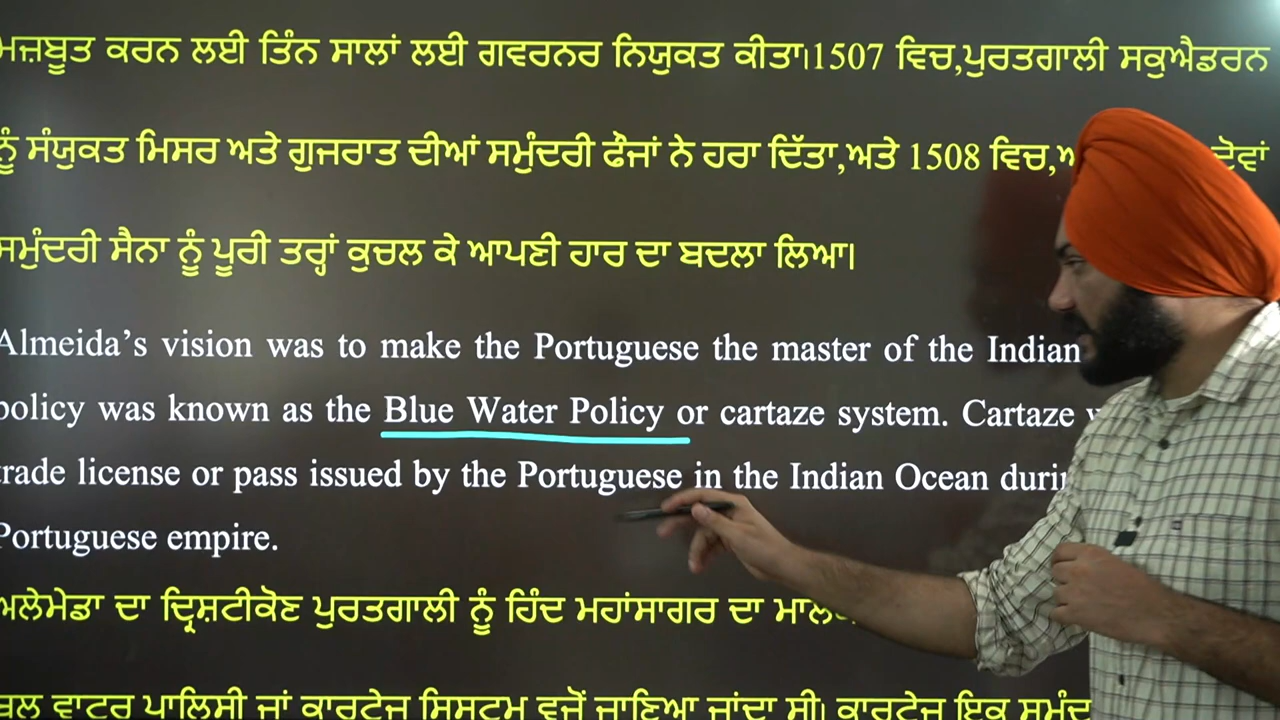 ਮਜ਼ਬੂਤ ਕਰਨ ਲਈ ਤਿੰਨ ਸਾਲਾਂ ਲਈ ਗਵਰਨਰ ਨਿਯੁਕਤ ਕੀਤਾ।1507 ਵਿਚ,ਪੁਰਤਗਾਲੀ ਸਕੁਐਡਰਨ
ਨੂੰ ਸੰਯੁਕਤ ਮਿਸਰ ਅਤੇ ਗੁਜਰਾਤ ਦੀਆਂ ਸਮੁੰਦਰੀ ਫੌਜਾਂ ਨੇ ਹਰਾ ਦਿੱਤਾ,ਅਤੇ 1508 ਵਿਚ, ਦੋਵਾਂ
ਸਮੁੰਦਰੀ ਸੈਨਾ ਨੂੰ ਪੂਰੀ ਤਰ੍ਹਾਂ ਕੁਚਲ ਕੇ ਆਪਣੀ ਹਾਰ ਦਾ ਬਦਲਾ ਲਿਆ।
Almeida’s vision was to make the Portuguese the master of the Indian
policy was known as the Blue Water Policy or cartaze system. Cartaze
trade license or pass issued by the Portuguese in the Indian Ocean
Portuguese empire.
ਅਲੇਮੇਡਾ ਦਾ ਦ੍ਰਿਸ਼ਟੀਕੋਣ ਪੁਰਤਗਾਲੀ ਨੂੰ ਹਿੰਦ ਮਹਾਂਸਾਗਰ ਦਾ
ਵਾਟਰ ਪਾਲਿਸੀ ਜਾਂ ਕਾਰਟੇਜ਼ ਸਿਸਟਮ ਵਜੋਂ ਜਾਣਿਆ ਜਾਂਦਾ ਸੀ। ਕਾਰਟੇਜ਼ ਇਕ